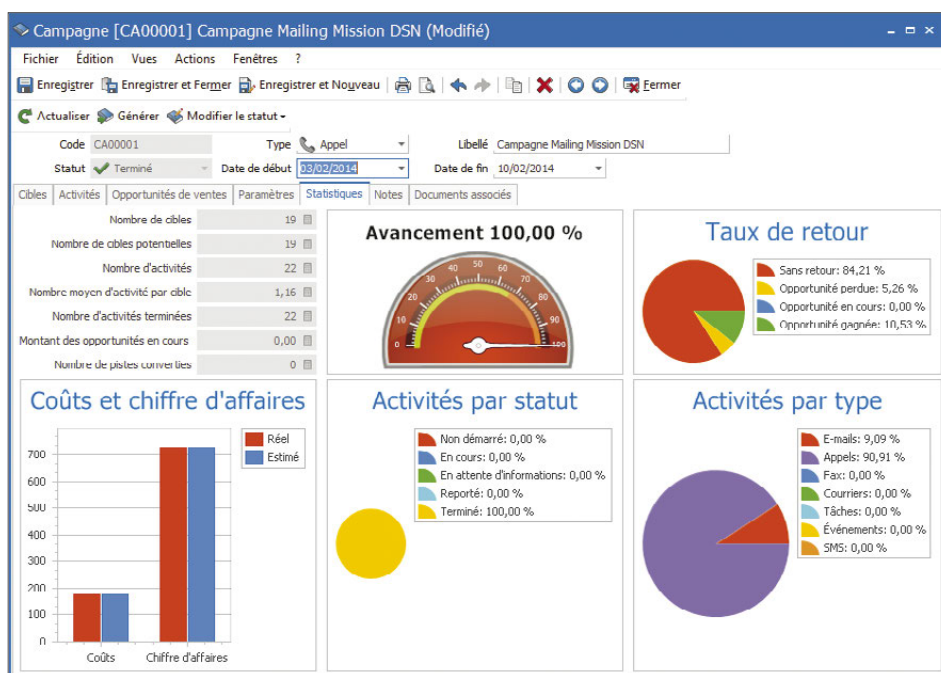 Campagne [CA00001] Campagne Mailing Mission DSN (Modifié)
Fichier Édition Vues Actions Fenêtres ?
Enregistrer Enregistrer et Fermer Enregistrer et Nouveau Fermer
Actualiser Générer Modifier le statut
Code CA00001 Type Appel Libellé Campagne Mailing Mission DSN
Statut Terminé Date de début 03/02/2014 Date de fin 10/02/2014
Cibles Activités Opportunités de ventes Paramètres Statistiques Notes Documents associés
Nombre de cibles 19
Nombre de cibles potentielles 19
Nombre d'activités 22
Nombre moyen d'activité par cible 1,16
Nombre d'activités terminées 22
Montant des opportunités en cours 0,00
Nombre de pistes converties 0
Avancement 100,00 %
0 10 20 30 40 50 60 70 80 90 100
Taux de retour
Sans retour: 84,21 %
Opportunité perdue: 5,26 %
Opportunité en cours: 0,00 %
Opportunité gagnée: 10,53 %
Coûts et chiffre d'affaires
Réel
Estimé
700
600
500
400
300
200
100
0
Coûts Chiffre d'affaires
Activités par statut
Non démarré: 0,00 %
En cours: 0,00 %
En attente d'informations: 0,00 %
Reporté: 0,00 %
Terminé: 100,00 %
Activités par type
E-mails: 9,09 %
Appels: 90,91 %
Fax: 0,00 %
Courriers: 0,00 %
Tâches: 0,00 %
Événements: 0,00 %
SMS: 0,00 %